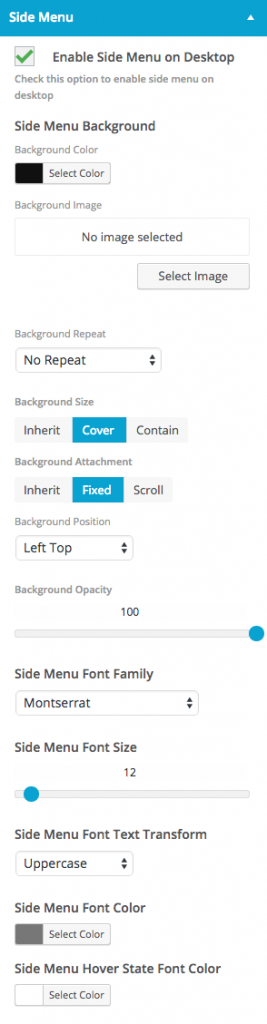 Side Menu
Enable Side Menu on Desktop
Check this option to enable side menu on
desktop
Side Menu Background
Background Color
Select Color
Background Image
No image selected
Select Image
Background Repeat
No Repeat
Background Size
Inherit Cover Contain
Background Attachment
Inherit Fixed Scroll
Background Position
Left Top
Background Opacity
100
Side Menu Font Family
Montserrat
Side Menu Font Size
12
Side Menu Font Text Transform
Uppercase
Side Menu Font Color
Select Color
Side Menu Hover State Font Color
Select Color